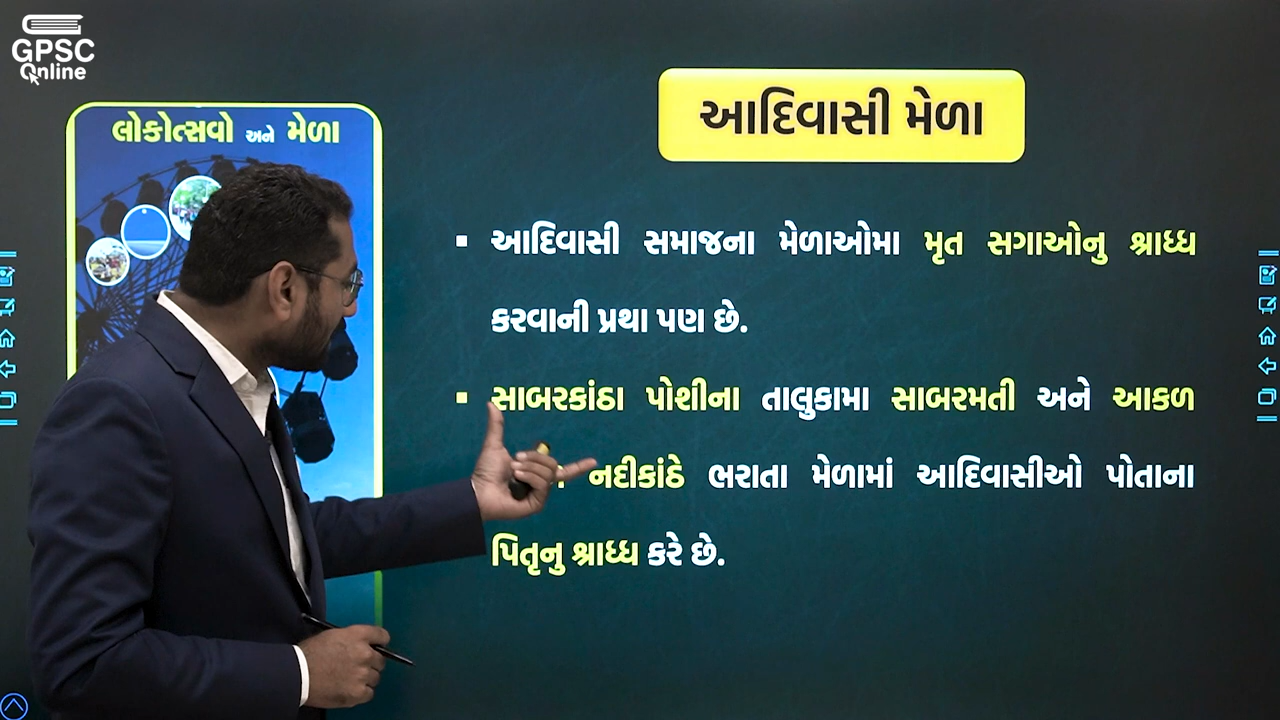 GPSC
Online
લોકોત્સવો અને મેળા
આદિવાસી મેળા
▪ આદિવાસી સમાજના મેળાઓમા મૃત સગાઓનુ શ્રાધ્ધ
કરવાની પ્રથા પણ છે.
▪ સાબરકાંઠા પોશીના તાલુકામા સાબરમતી અને આકળ
નદીકાંઠે ભરાતા મેળામાં આદિવાસીઓ પોતાના
પિતૃનુ શ્રાધ્ધ કરે છે.